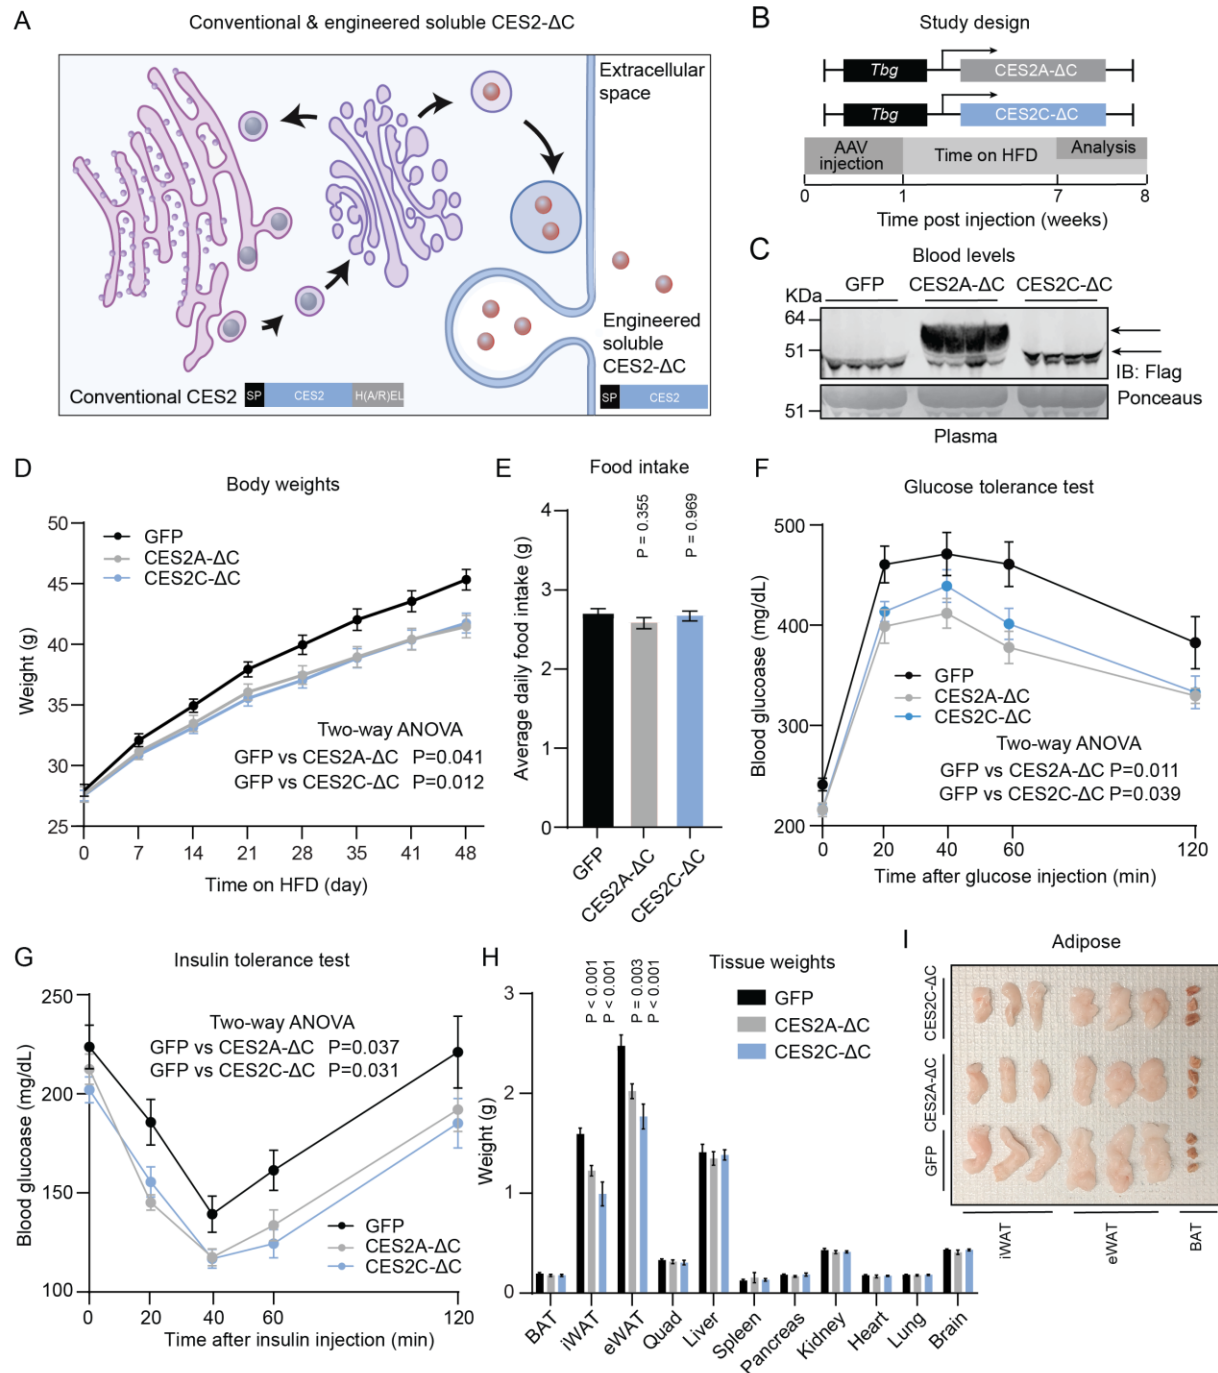 A
Conventional & engineered soluble CES2-ΔC
Extracellular
space
Engineered
soluble
CES2-ΔC
Conventional CES2
SP CES2 H(A/R)EL
SP CES2
B
Study design
Tbg CES2A-ΔC
Tbg CES2C-ΔC
AAV
injection
Time on HFD
Analysis
0 1 7 8
Time post injection (weeks)
C
Blood levels
GFP CES2A-ΔC CES2C-ΔC
KDa
64
51
IB: Flag
51
Ponceaus
Plasma
D
Body weights
GFP
CES2A-ΔC
CES2C-ΔC
Weight (g)
50
45
40
35
30
25
Two-way ANOVA
GFP vs CES2A-ΔC P=0.041
GFP vs CES2C-ΔC P=0.012
0 7 14 21 28 35 41 48
Time on HFD (day)
E
Food intake
P = 0.355
P = 0.969
Average daily food intake (g)
4
3
2
1
0
GFP
CES2A-ΔC
CES2C-ΔC
F
Glucose tolerance test
Blood glucoase (mg/dL)
500
400
300
200
GFP
CES2A-ΔC
CES2C-ΔC
Two-way ANOVA
GFP vs CES2A-ΔC P=0.011
GFP vs CES2C-ΔC P=0.039
0 20 40 60 120
Time after glucose injection (min)
G
Insulin tolerance test
Blood glucoase (mg/dL)
250
200
150
100
Two-way ANOVA
GFP vs CES2A-ΔC P=0.037
GFP vs CES2C-ΔC P=0.031
GFP
CES2A-ΔC
CES2C-ΔC
0 20 40 60 120
Time after insulin injection (min)
H
Tissue weights
P < 0.001
P < 0.001
P = 0.003
P < 0.001
GFP
CES2A-ΔC
CES2C-ΔC
Weight (g)
3
2
1
0
BAT
iWAT
eWAT
Quad
Liver
Spleen
Pancreas
Kidney
Heart
Lung
Brain
I
Adipose
CES2C-ΔC
CES2A-ΔC
GFP
iWAT
eWAT
BAT